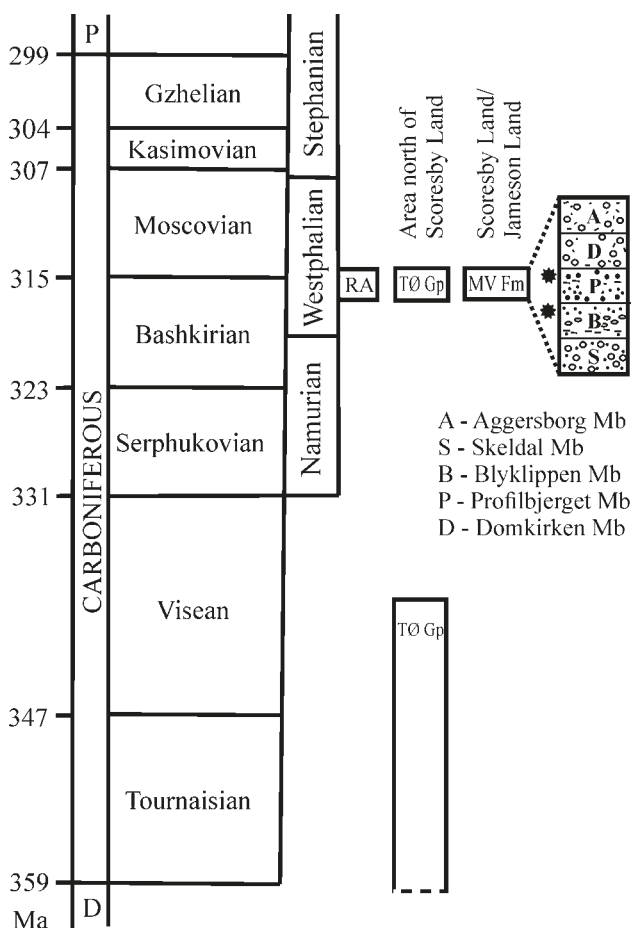 P
299
Gzhelian
304
Kasimovian
307
Moscovian
315
Bashkirian
323
Serphukovian
331
CARBONIFEROUS
Visean
347
Tournaisian
359
Ma
D
Stephanian
Westphalian
Namurian
Area north of
Scoresby Land
Scoresby Land/
Jameson Land
RA
TØ Gp
MV Fm
A
D
P
B
S
A - Aggersborg Mb
S - Skeldal Mb
B - Blyklippen Mb
P - Profilbjerget Mb
D - Domkirken Mb
TØ Gp